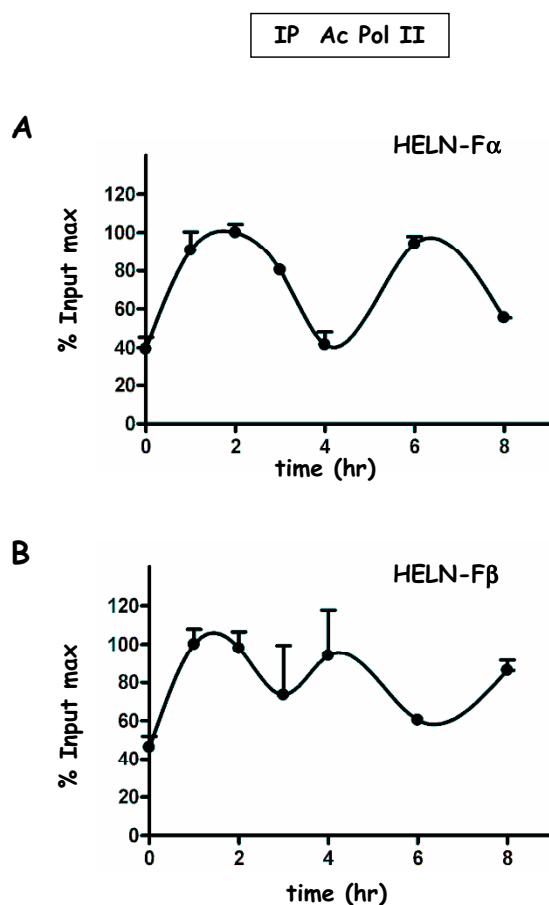 IP Ac Pol II
A
HELN-Fα
% Input max
120
100
80
60
40
20
0
0 2 4 6 8
time (hr)
B
HELN-Fβ
% Input max
120
100
80
60
40
20
0
0 2 4 6 8
time (hr)